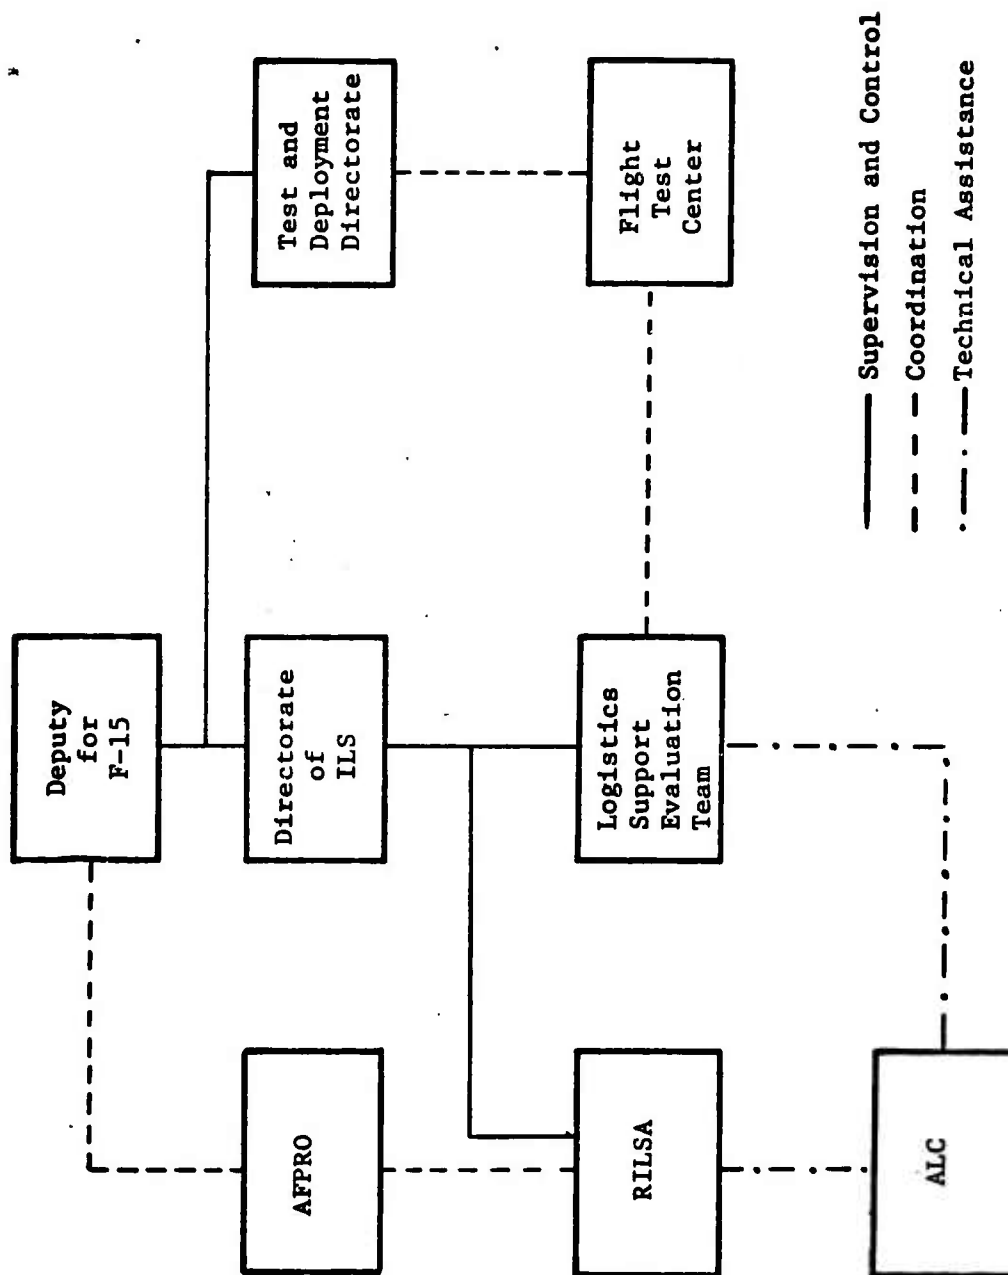 Deputy
for
F-15
Directorate
of
ILS
Test and
Deployment
Directorate
AFPRO
RILSA
Logistics
Support
Evaluation
Team
Flight
Test
Center
ALC
Supervision and Control
Coordination
Technical Assistance